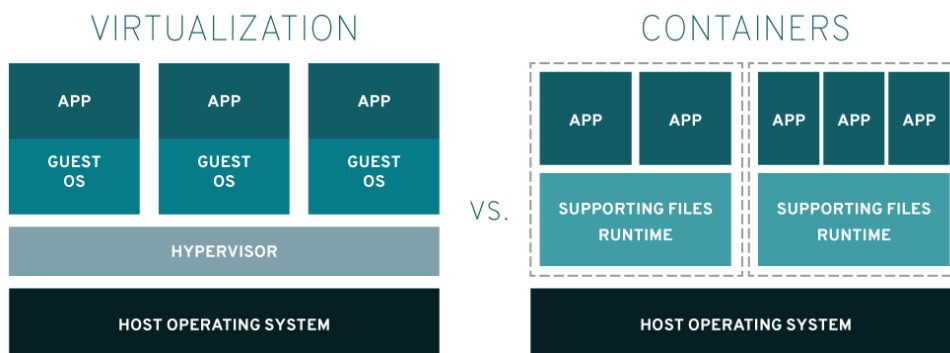 VIRTUALIZATION
APP
APP
APP
GUEST
OS
GUEST
OS
GUEST
OS
HYPERVISOR
HOST OPERATING SYSTEM
VS.
CONTAINERS
APP
APP
APP
APP
APP
SUPPORTING FILES
RUNTIME
SUPPORTING FILES
RUNTIME
HOST OPERATING SYSTEM